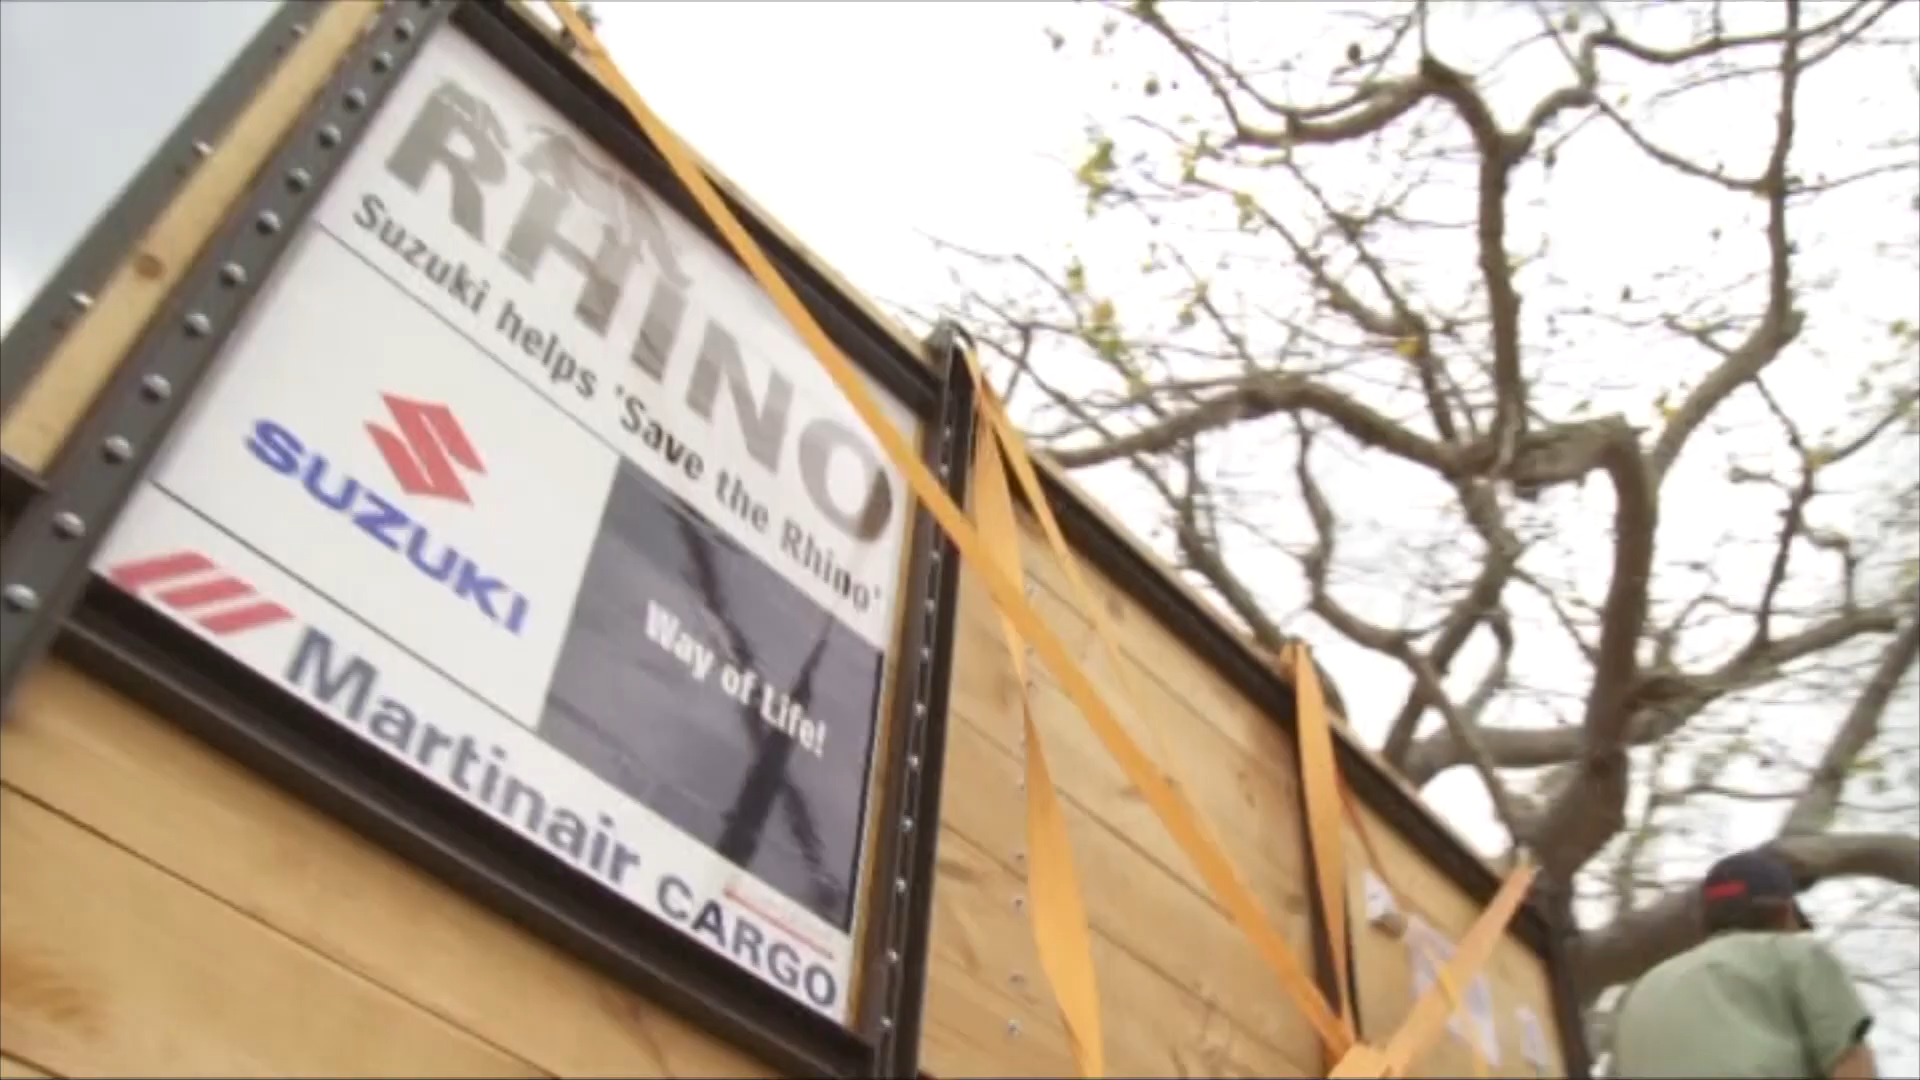 RHINO
Suzuki helps 'Save the Rhino'
SUZUKI
Way of Life!
Martinair CARGO